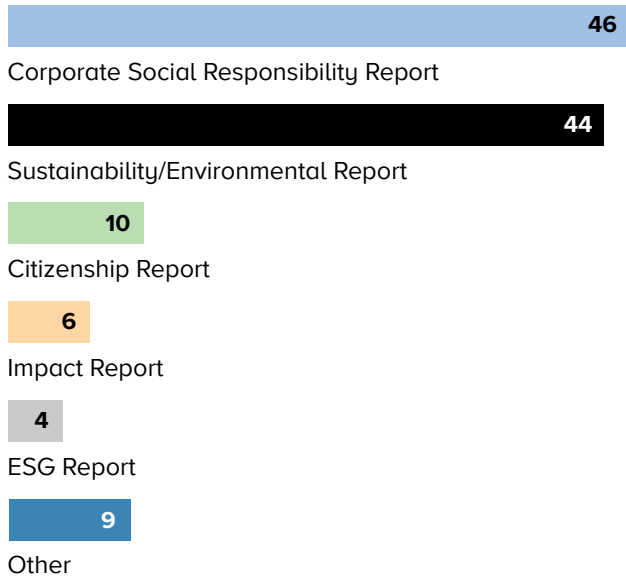 46
Corporate Social Responsibility Report
44
Sustainability/Environmental Report
10
Citizenship Report
6
Impact Report
4
ESG Report
9
Other